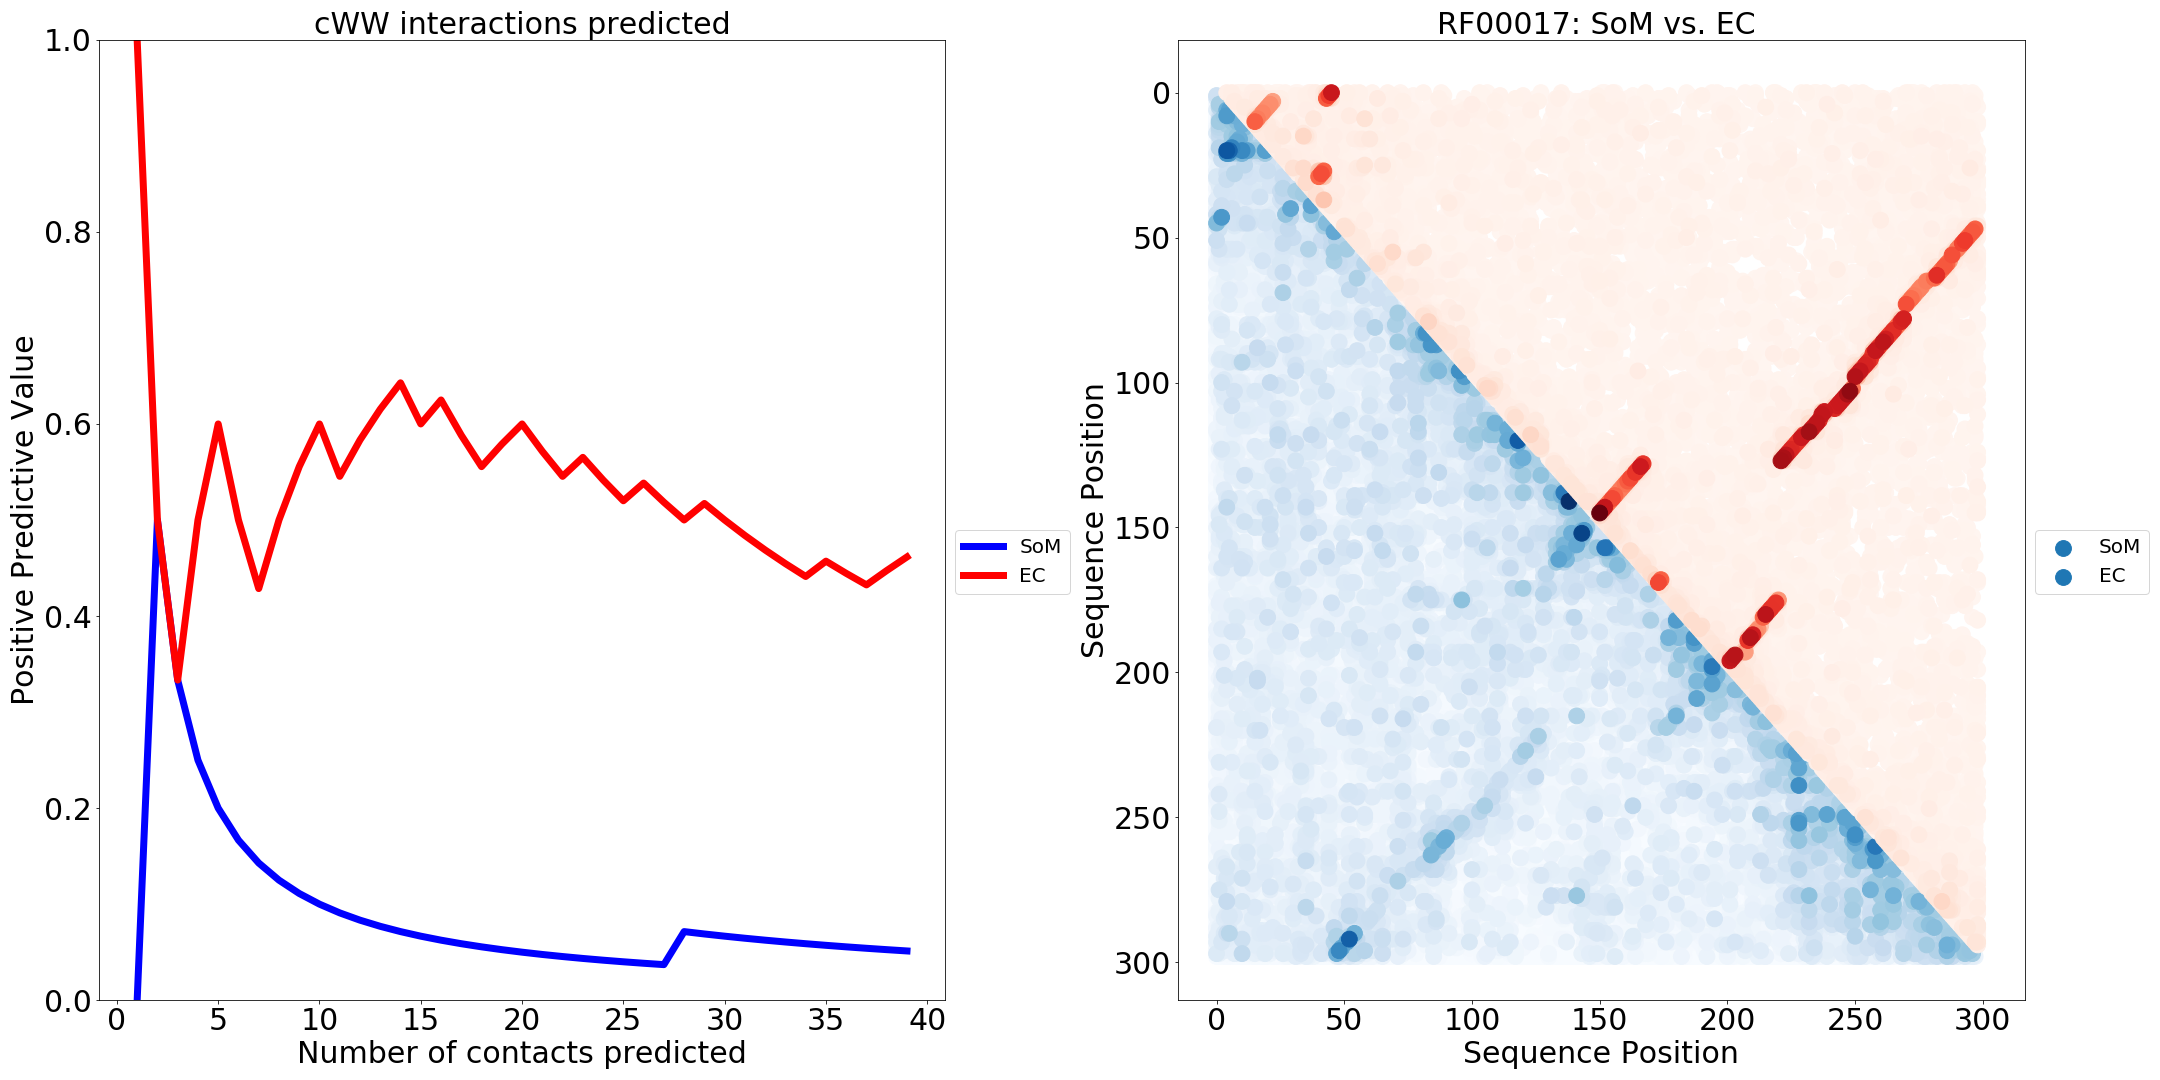 cWW interactions predicted
1.0
0.8
0.6
0.4
0.2
0.0
Positive Predictive Value
0 5 10 15 20 25 30 35 40
Number of contacts predicted
SoM
EC
RF00017: SoM vs. EC
0
50
100
150
200
250
300
Sequence Position
0 50 100 150 200 250 300
Sequence Position
SoM
EC